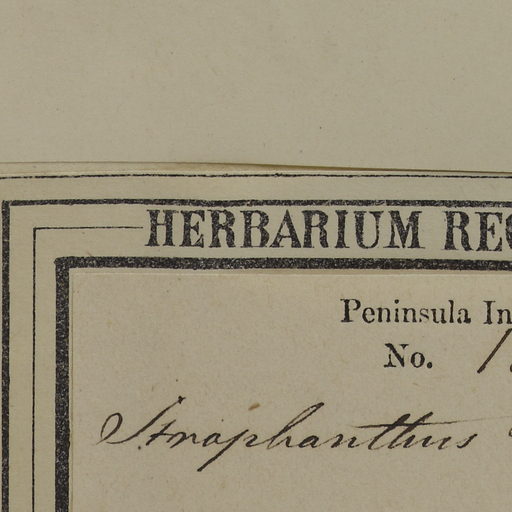 HERBARIUM
Peninsula
No.
Strophanthus